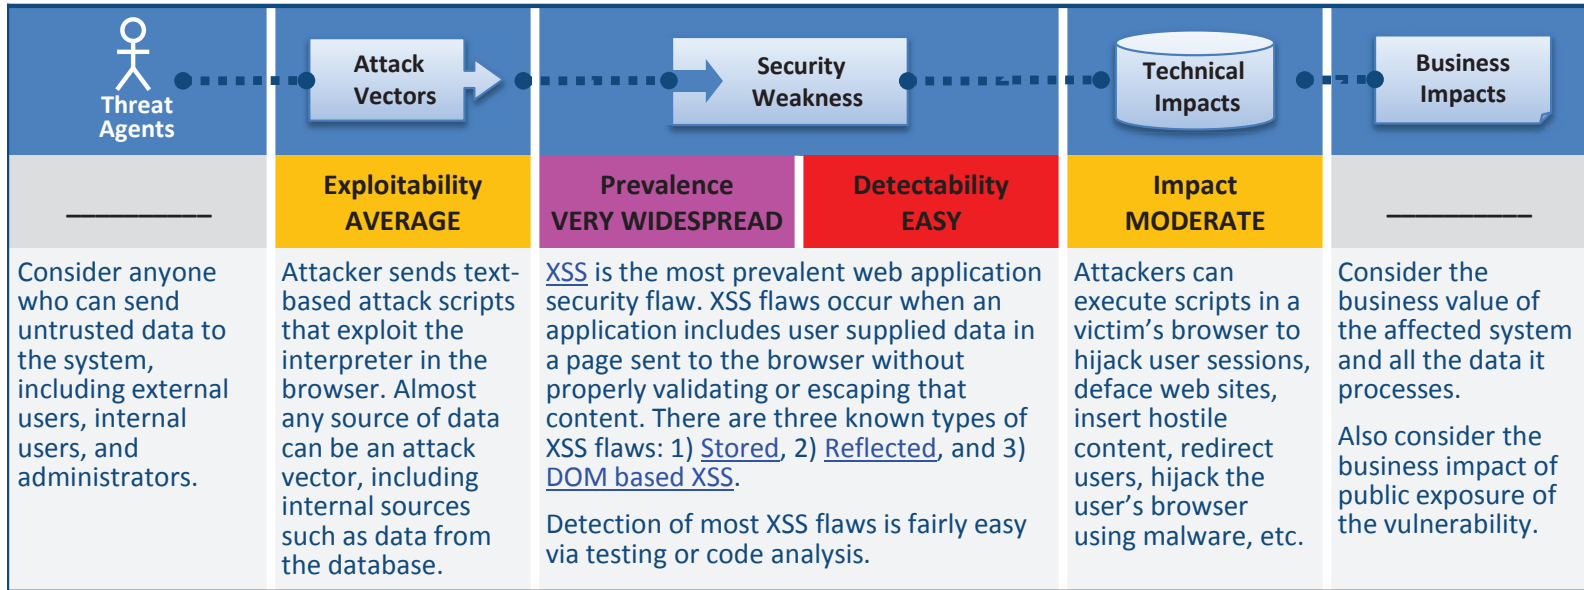 Threat
Agents
Attack
Vectors
Security
Weakness
Technical
Impacts
Business
Impacts
__________
Exploitability
AVERAGE
Prevalence
VERY WIDESPREAD
Detectability
EASY
Impact
MODERATE
__________
Consider anyone
who can send
untrusted data to
the system,
including external
users, internal
users, and
administrators.
Attacker sends text-
based attack scripts
that exploit the
interpreter in the
browser. Almost
any source of data
can be an attack
vector, including
internal sources
such as data from
the database.
XSS is the most prevalent web application
security flaw. XSS flaws occur when an
application includes user supplied data in
a page sent to the browser without
properly validating or escaping that
content. There are three known types of
XSS flaws: 1) Stored, 2) Reflected, and 3)
DOM based XSS.
Detection of most XSS flaws is fairly easy
via testing or code analysis.
Attackers can
execute scripts in a
victim’s browser to
hijack user sessions,
deface web sites,
insert hostile
content, redirect
users, hijack the
user’s browser
using malware, etc.
Consider the
business value of
the affected system
and all the data it
processes.
Also consider the
business impact of
public exposure of
the vulnerability.